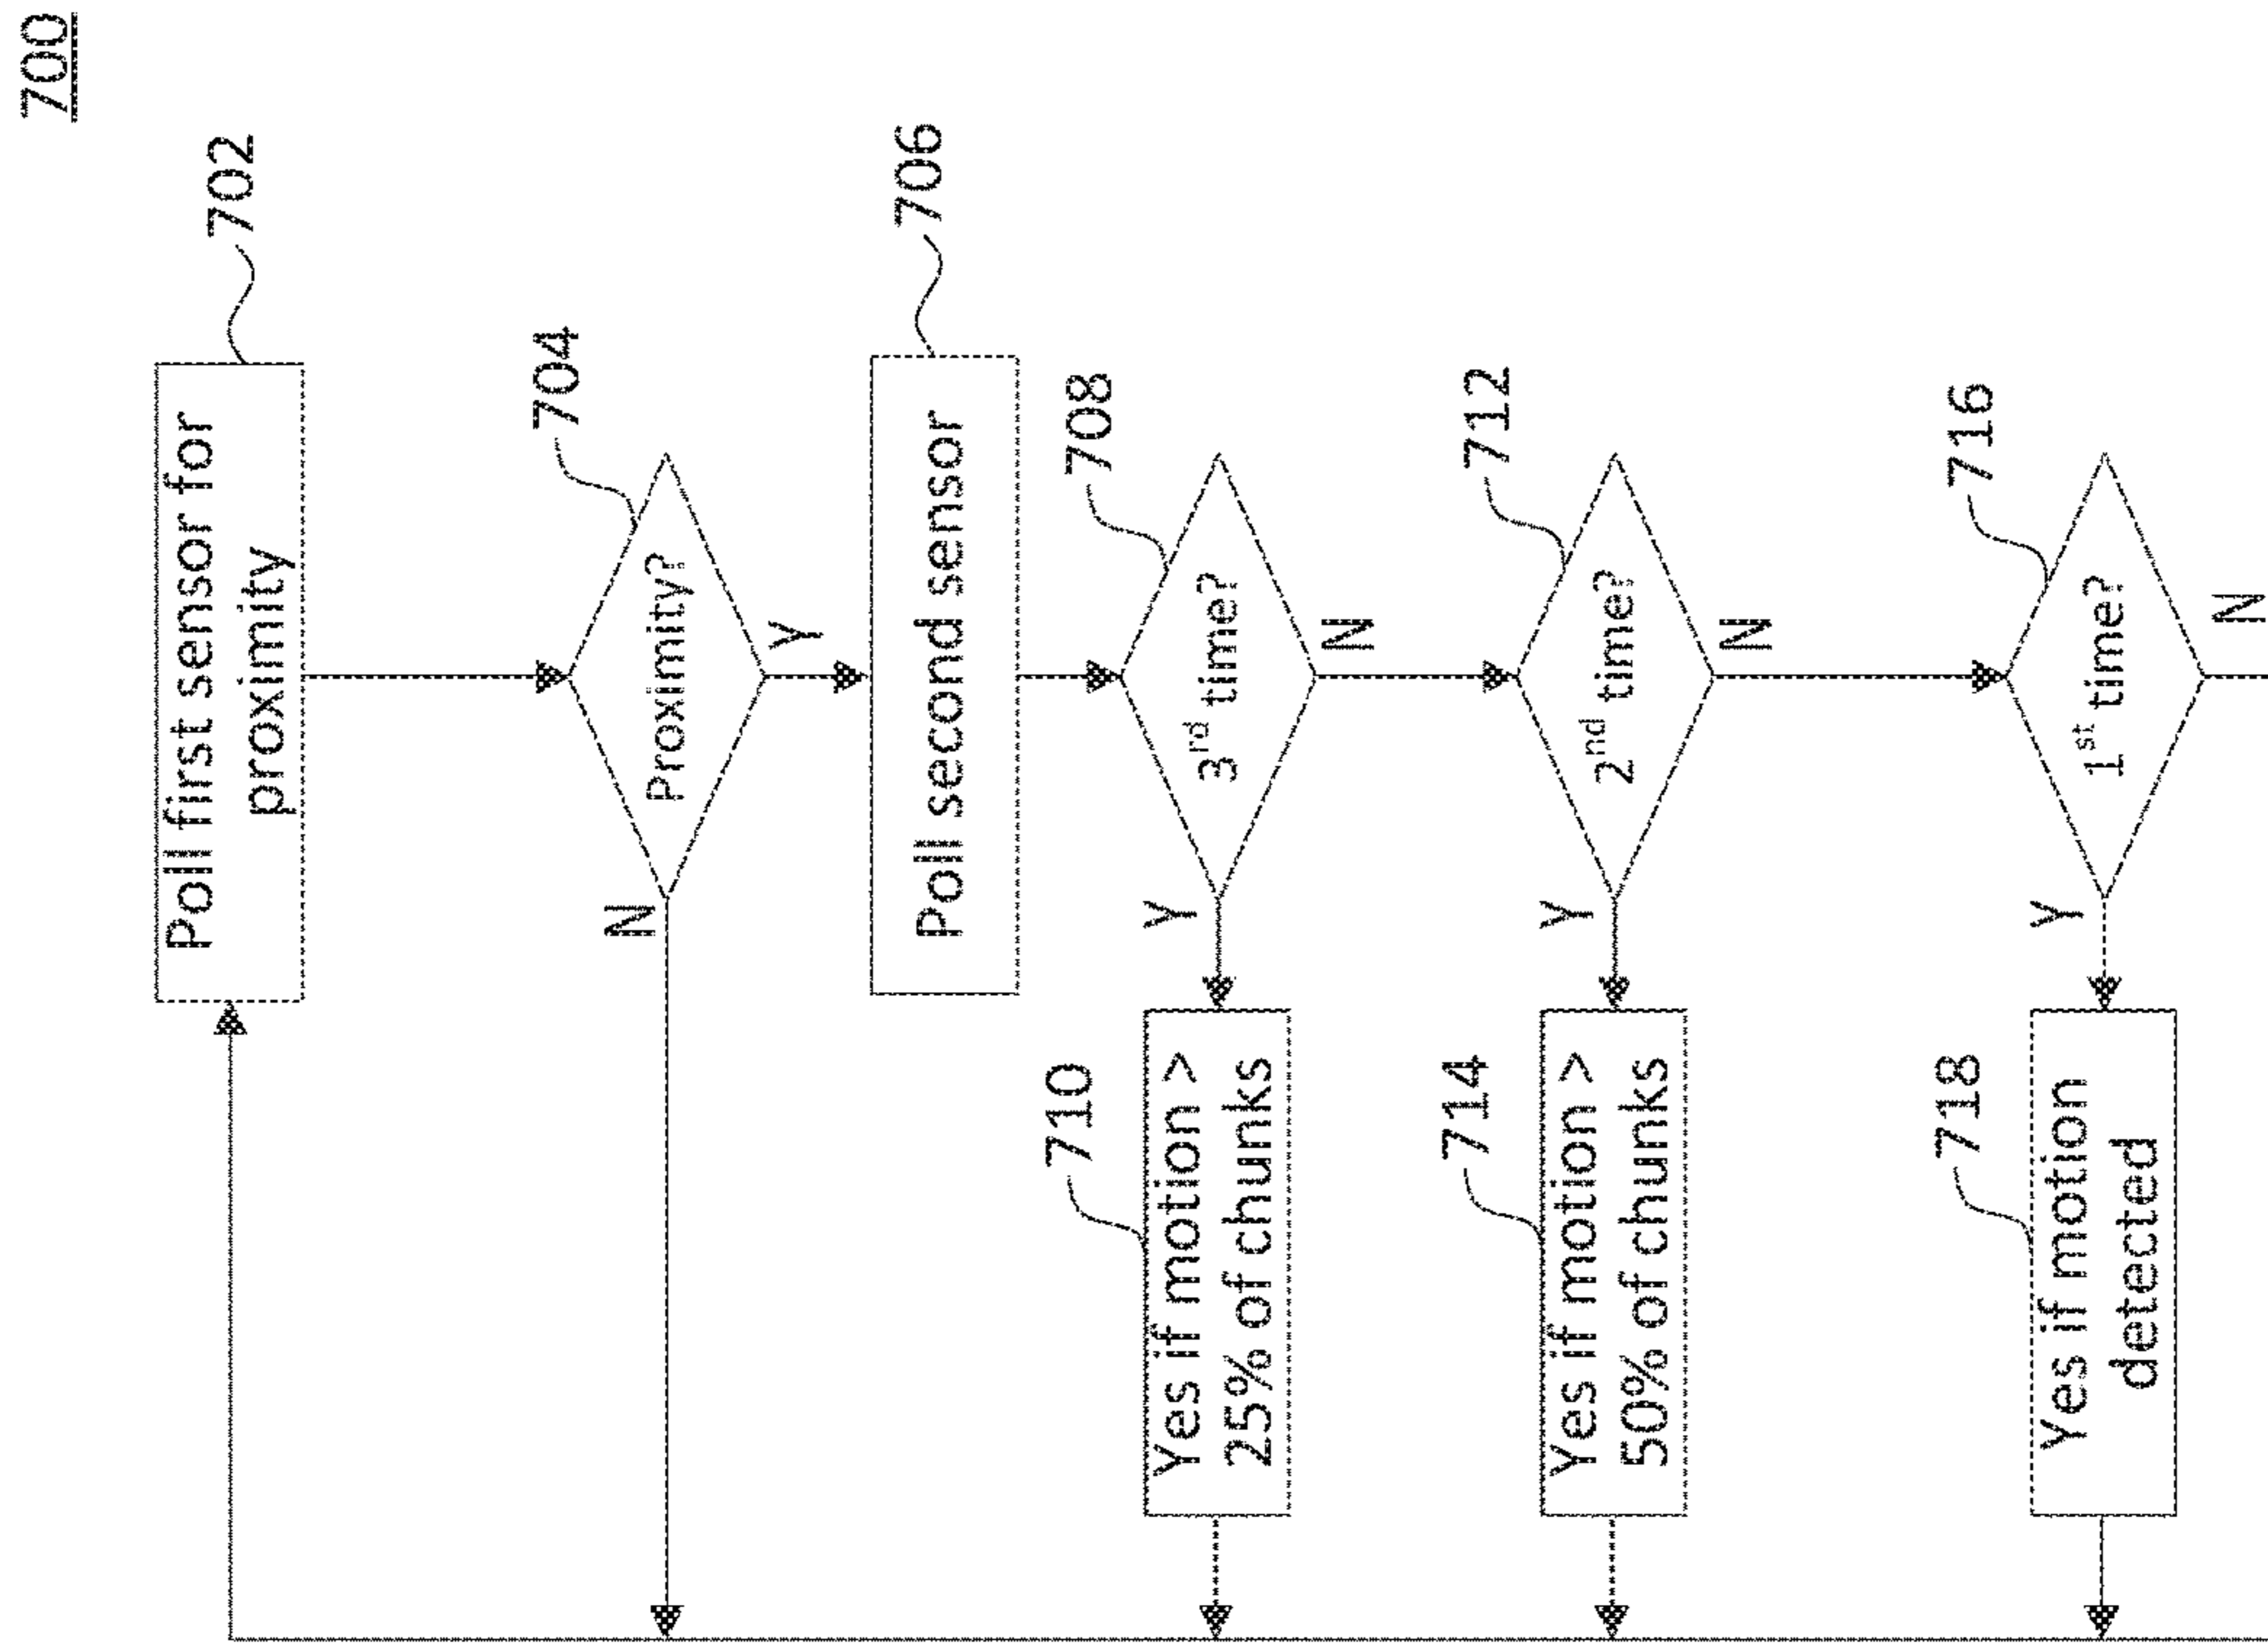 700
Poll first sensor for
proximity
702
Proximity?
704
N
Y
Poll second sensor
706
3rd time?
708
Y
N
Yes if motion >
25% of chunks
710
2nd time?
712
Y
N
Yes if motion >
50% of chunks
714
1st time?
716
Y
N
Yes if motion
detected
718